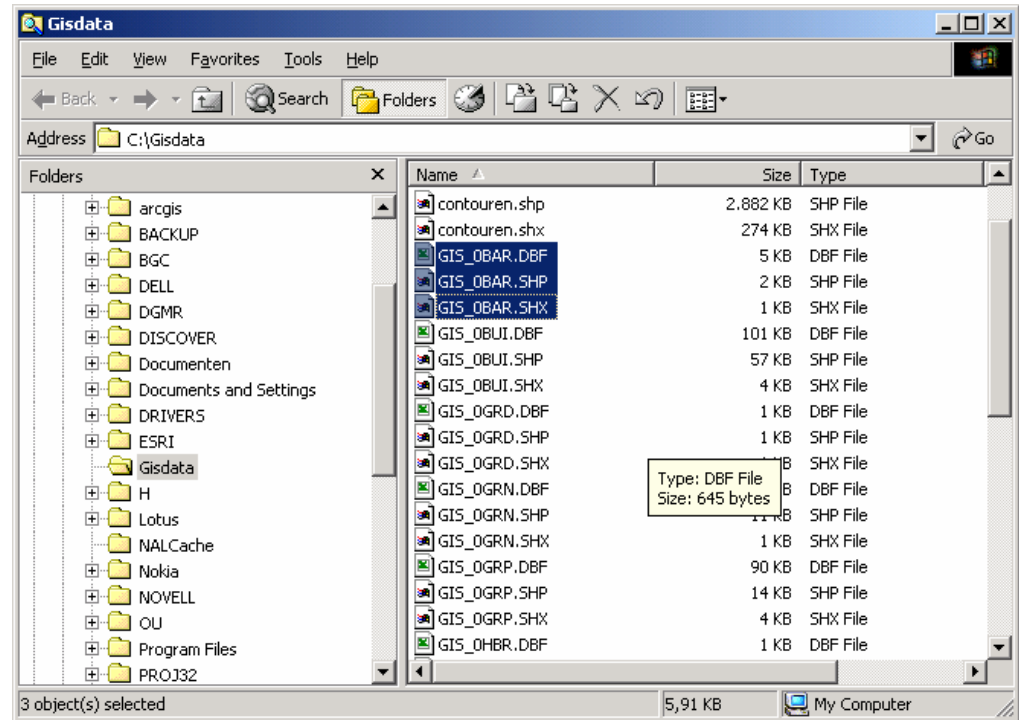 Gisdata
File Edit View Favorites Tools Help
Back Search Folders
Address C:\Gisdata Go
Folders
arcgis
BACKUP
BGC
DELL
DGMR
DISCOVER
Documenten
Documents and Settings
DRIVERS
ESRI
Gisdata
H
Lotus
NALCache
Nokia
NOVELL
OU
Program Files
PROJ32
Name Size Type
contouren.shp 2.882 KB SHP File
contouren.shx 274 KB SHX File
GIS_0BAR.DBF 5 KB DBF File
GIS_0BAR.SHP 2 KB SHP File
GIS_0BAR.SHX 1 KB SHX File
GIS_0BUI.DBF 101 KB DBF File
GIS_0BUI.SHP 57 KB SHP File
GIS_0BUI.SHX 4 KB SHX File
GIS_0GRD.DBF 1 KB DBF File
GIS_0GRD.SHP 1 KB SHP File
GIS_0GRD.SHX SHX File
GIS_0GRN.DBF DBF File
GIS_0GRN.SHP 11 KB SHP File
GIS_0GRN.SHX 1 KB SHX File
GIS_0GRP.DBF 90 KB DBF File
GIS_0GRP.SHP 14 KB SHP File
GIS_0GRP.SHX 4 KB SHX File
GIS_0HBR.DBF 1 KB DBF File
Type: DBF File
Size: 645 bytes
3 object(s) selected 5,91 KB My Computer